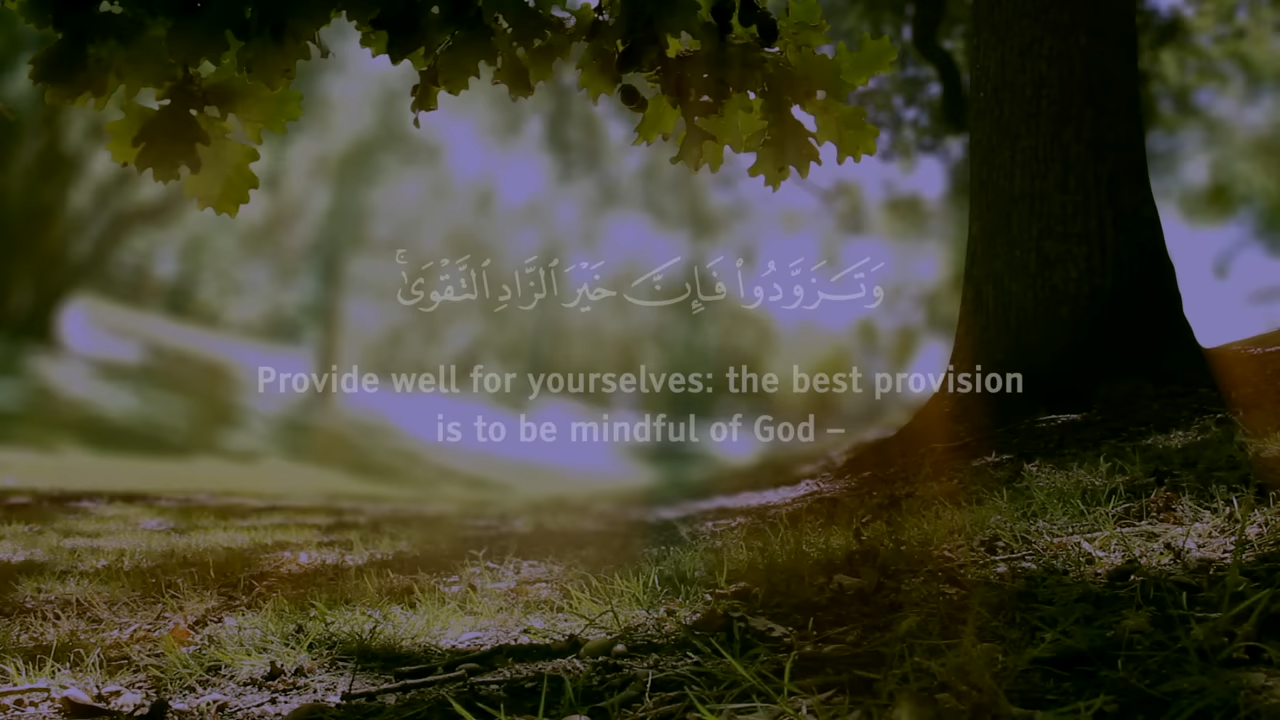 وَتَزَوَّدُوا۟ فَإِنَّ خَيْرَ ٱلزَّادِ ٱلتَّقْوَىٰ ۚ
Provide well for yourselves: the best provision
is to be mindful of God –